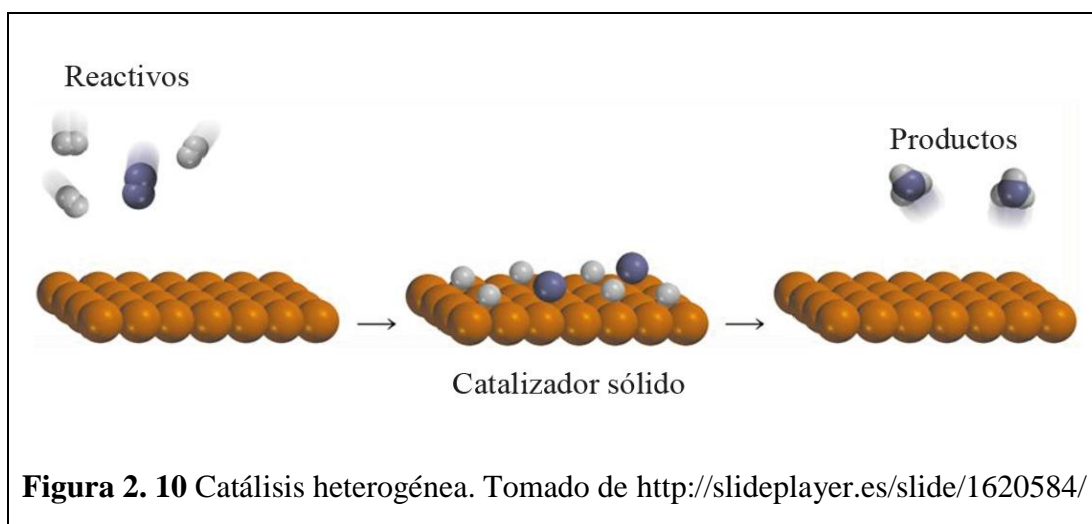 Reactivos
Productos
Catalizador sólido
Figura 2. 10 Catálisis heterogénea. Tomado de http://slideplayer.es/slide/1620584/